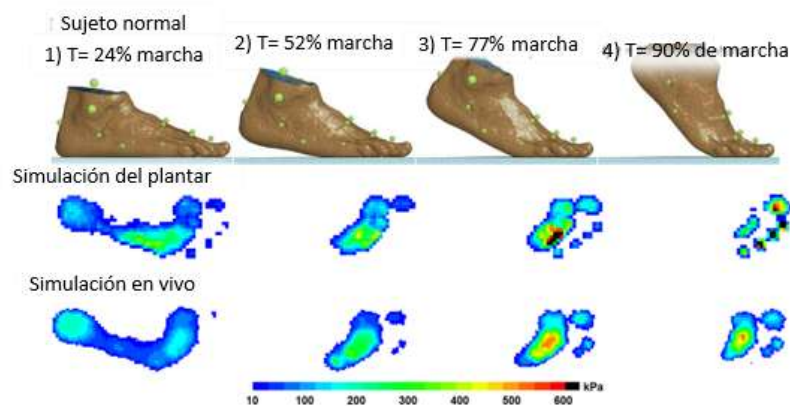 Sujeto normal
1) T= 24% marcha
2) T= 52% marcha
3) T= 77% marcha
4) T= 90% de marcha
Simulación del plantar
Simulación en vivo
kPa
10 100 200 300 400 500 600